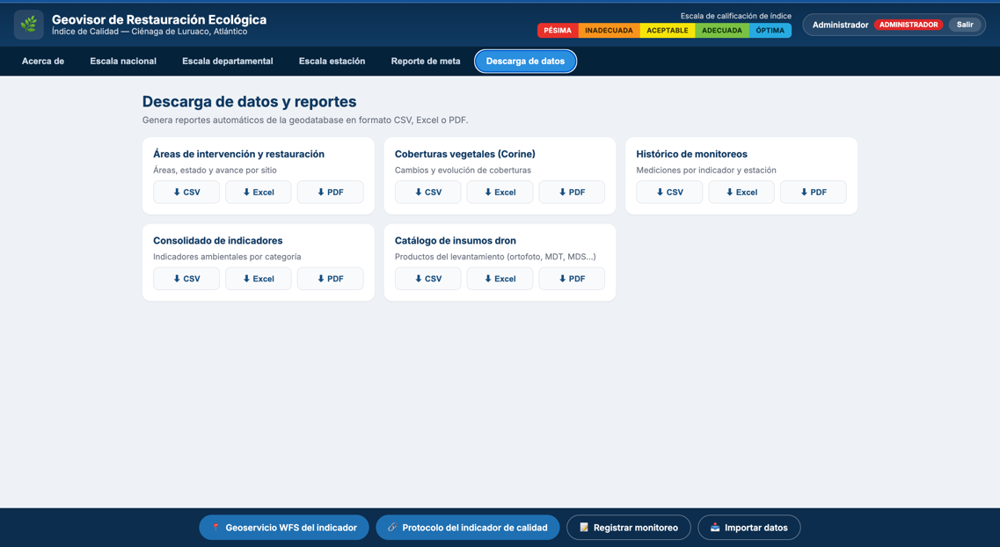 Geovisor de Restauración Ecológica
Índice de Calidad — Ciénaga de Luruaco, Atlántico
Escala de calificación de índice
PÉSIMA INADECUADA ACEPTABLE ADECUADA ÓPTIMA
Administrador ADMINISTRADOR Salir
Acerca de Escala nacional Escala departamental Escala estación Reporte de meta Descarga de datos
Descarga de datos y reportes
Genera reportes automáticos de la geodatabase en formato CSV, Excel o PDF.
Áreas de intervención y restauración
Áreas, estado y avance por sitio
⬇ CSV ⬇ Excel ⬇ PDF
Coberturas vegetales (Corine)
Cambios y evolución de coberturas
⬇ CSV ⬇ Excel ⬇ PDF
Histórico de monitoreos
Mediciones por indicador y estación
⬇ CSV ⬇ Excel ⬇ PDF
Consolidado de indicadores
Indicadores ambientales por categoría
⬇ CSV ⬇ Excel ⬇ PDF
Catálogo de insumos dron
Productos del levantamiento (ortofoto, MDT, MDS...)
⬇ CSV ⬇ Excel ⬇ PDF
Geoservicio WFS del indicador
Protocolo del indicador de calidad
Registrar monitoreo
Importar datos